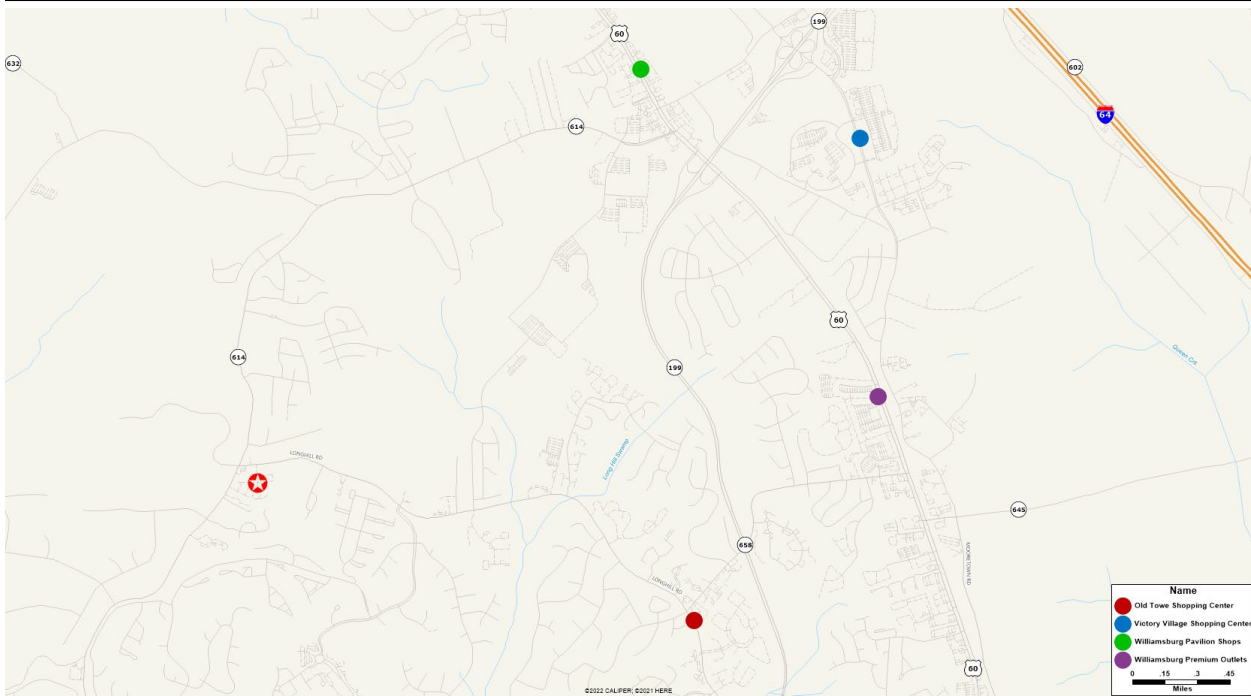 60
199
632
602
64
614
60
Queen Crk
614
199
LONGHILL RD
Long Hill Swamp
645
658
MOORETOWN RD
LONGHILL RD
60
Name
Old Towe Shopping Center
Victory Village Shopping Center
Williamsburg Pavilion Shops
Williamsburg Premium Outlets
0 .15 .3 .45
Miles
©2022 CALIPER; ©2021 HERE